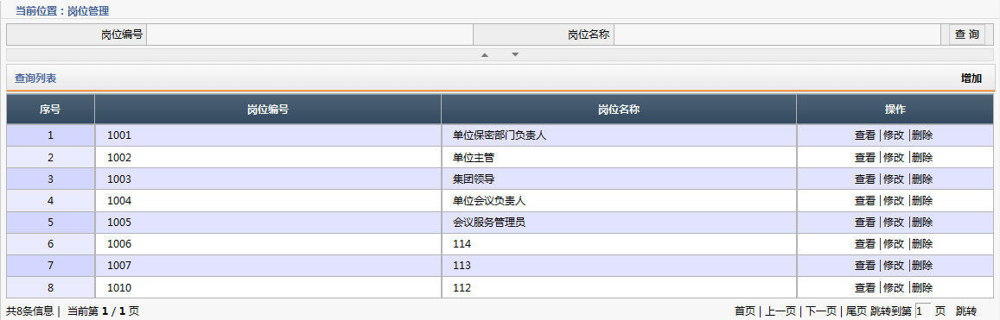 当前位置：岗位管理
岗位编号 岗位名称 查 询
查询列表 增加
序号 岗位编号 岗位名称 操作
1 1001 单位保密部门负责人 查看 |修改 |删除
2 1002 单位主管 查看 |修改 |删除
3 1003 集团领导 查看 |修改 |删除
4 1004 单位会议负责人 查看 |修改 |删除
5 1005 会议服务管理员 查看 |修改 |删除
6 1006 114 查看 |修改 |删除
7 1007 113 查看 |修改 |删除
8 1010 112 查看 |修改 |删除
共8条信息 | 当前第 1 / 1 页 首页 | 上一页 | 下一页 | 尾页 跳转到第 1 页 跳转